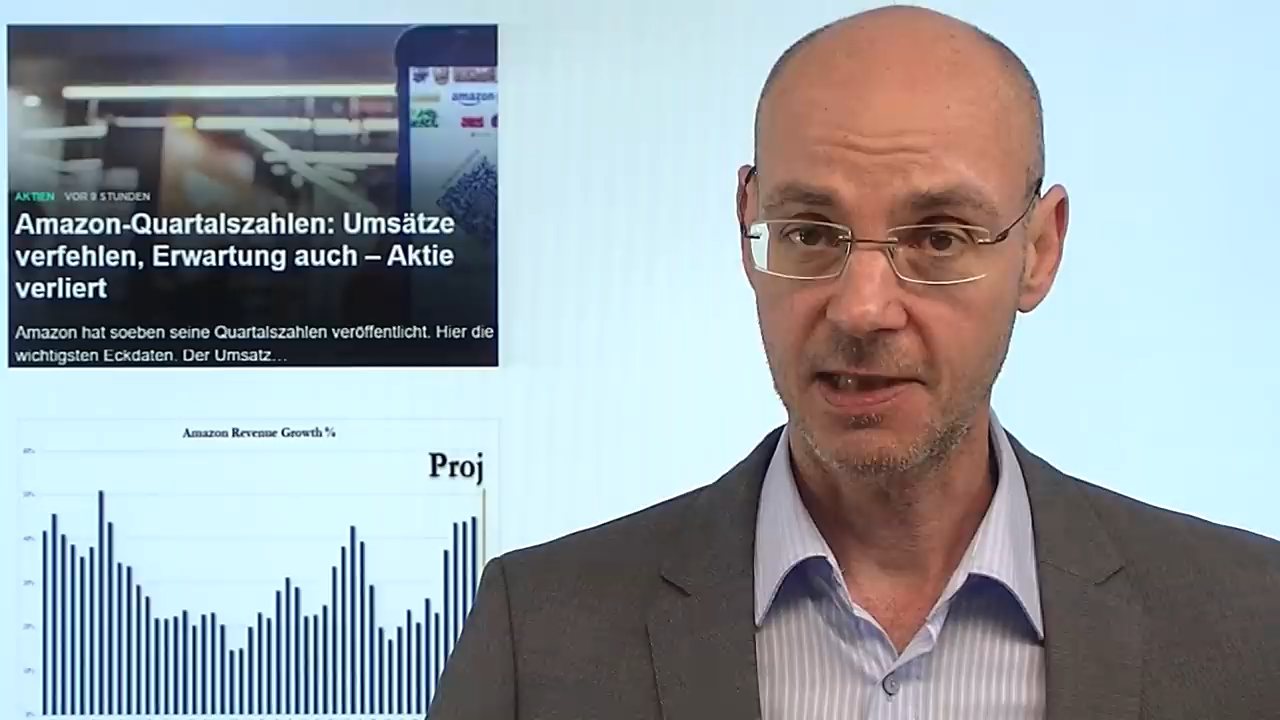 amazon
AKTIEN VOR 9 STUNDEN
Amazon-Quartalszahlen: Umsätze
verfehlen, Erwartung auch – Aktie
verliert
Amazon hat soeben seine Quartalszahlen veröffentlicht. Hier die
wichtigsten Eckdaten. Der Umsatz...
Amazon Revenue Growth %
Proj